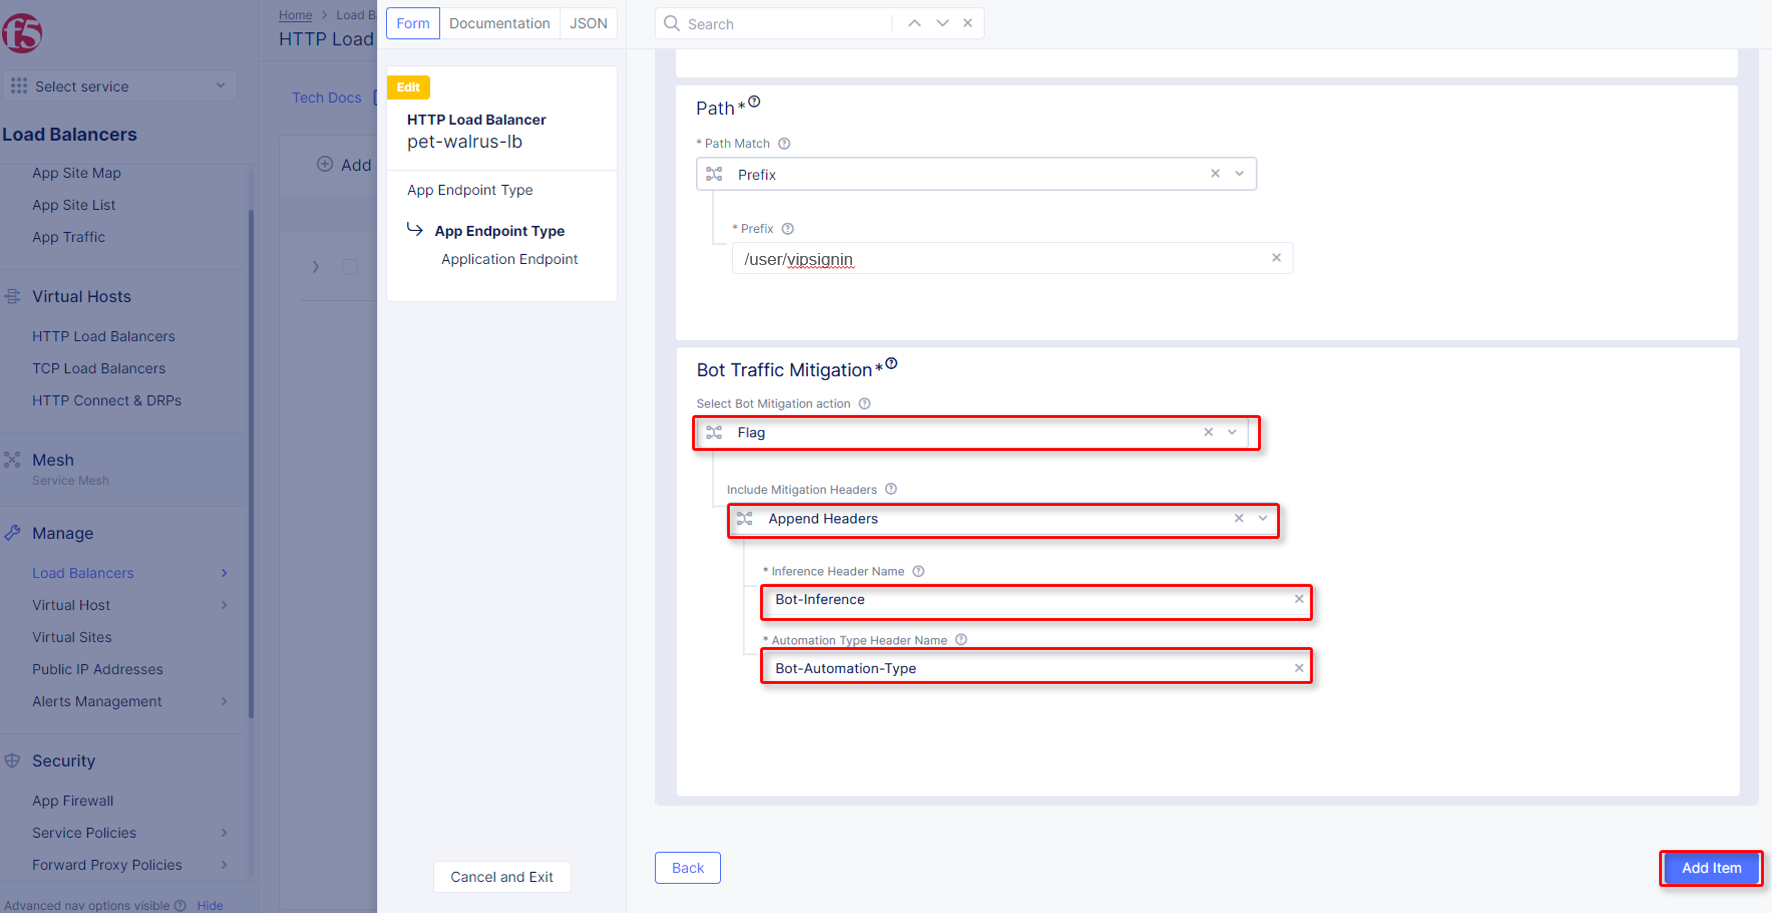 f5
Select service
Load Balancers
App Site Map
App Site List
App Traffic
Virtual Hosts
HTTP Load Balancers
TCP Load Balancers
HTTP Connect & DRPs
Mesh
Service Mesh
Manage
Load Balancers
Virtual Host
Virtual Sites
Public IP Addresses
Alerts Management
Security
App Firewall
Service Policies
Forward Proxy Policies
Advanced nav options visible Hide
Home > Load B
HTTP Load
Tech Docs
Add
Form Documentation JSON
Edit
HTTP Load Balancer
pet-walrus-lb
App Endpoint Type
App Endpoint Type
Application Endpoint
Cancel and Exit
Search
Path*
* Path Match
Prefix
* Prefix
/user/vipsignin
Bot Traffic Mitigation*
Select Bot Mitigation action
Flag
Include Mitigation Headers
Append Headers
* Inference Header Name
Bot-Inference
* Automation Type Header Name
Bot-Automation-Type
Back
Add Item